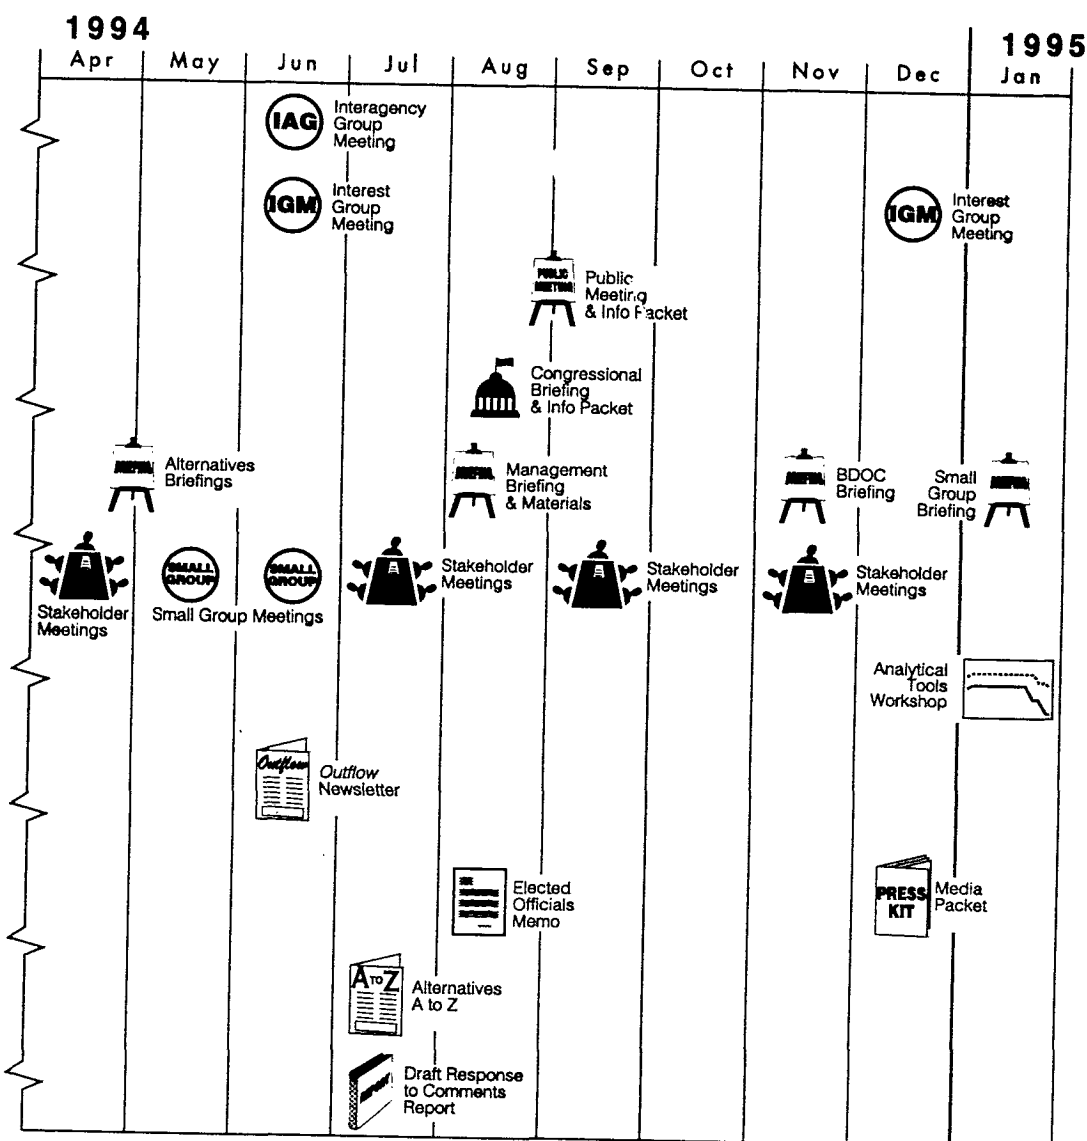 1994
1995
Apr May Jun Jul Aug Sep Oct Nov Dec Jan
IAG
Interagency
Group
Meeting
IGM
Interest
Group
Meeting
IGM
Interest
Group
Meeting
PUBLIC
MEETING
Public
Meeting
& Info Packet
Congressional
Briefing
& Info Packet
Alternatives
Briefings
Management
Briefing
& Materials
BDOC
Briefing
Small
Group
Briefing
Stakeholder
Meetings
SMALL
GROUP
SMALL
GROUP
Small Group Meetings
Stakeholder
Meetings
Stakeholder
Meetings
Stakeholder
Meetings
Analytical
Tools
Workshop
Outflow
Outflow
Newsletter
Elected
Officials
Memo
PRESS
KIT
Media
Packet
A TO Z
Alternatives
A to Z
REPORT
Draft Response
to Comments
Report